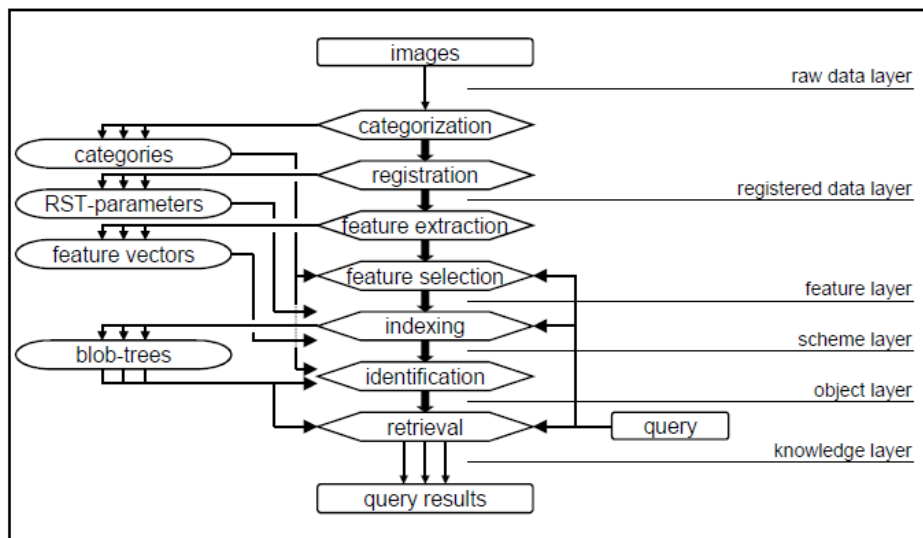 images
raw data layer
categorization
categories
registration
registered data layer
RST-parameters
feature extraction
feature vectors
feature selection
feature layer
indexing
scheme layer
blob-trees
identification
object layer
retrieval
query
knowledge layer
query results